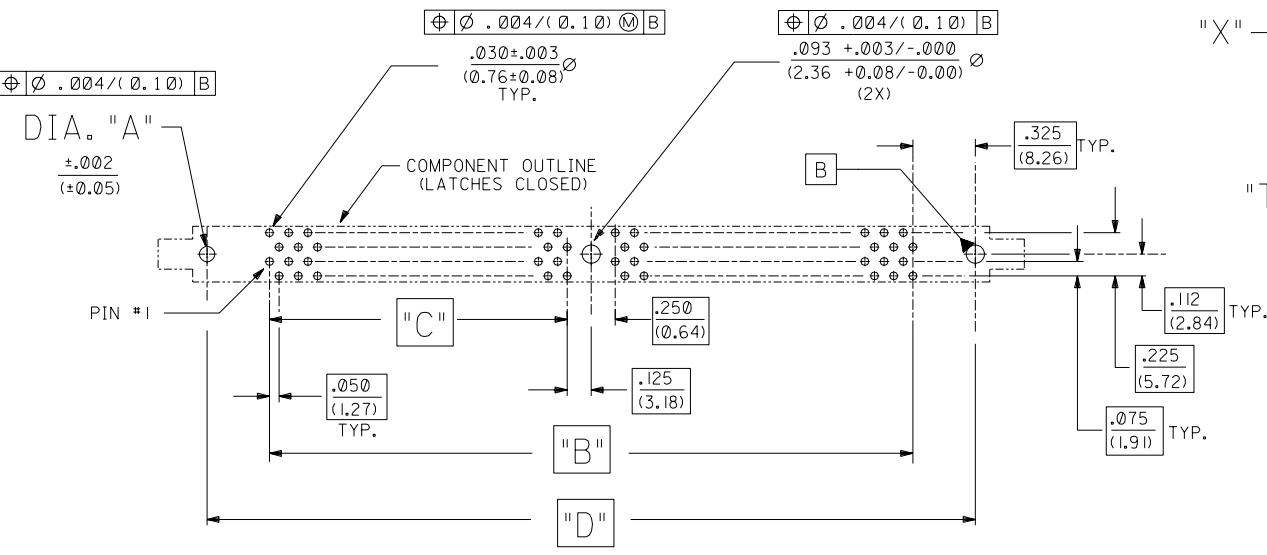 ⌖ Ø .004/(0.10) Ⓜ B
.030±.003
(0.76±0.08) Ø
TYP.
⌖ Ø .004/(0.10) B
.093 +.003/-.000
(2.36 +0.08/-0.00) Ø
(2X)
"X"
⌖ Ø .004/(0.10) B
DIA. "A"
±.002
(±0.05)
COMPONENT OUTLINE
(LATCHES CLOSED)
B
.325
(8.26)
TYP.
PIN #1
"C"
.250
(0.64)
.112
(2.84)
TYP.
.225
(5.72)
.050
(1.27)
TYP.
.125
(3.18)
.075
(1.91)
TYP.
"B"
"D"